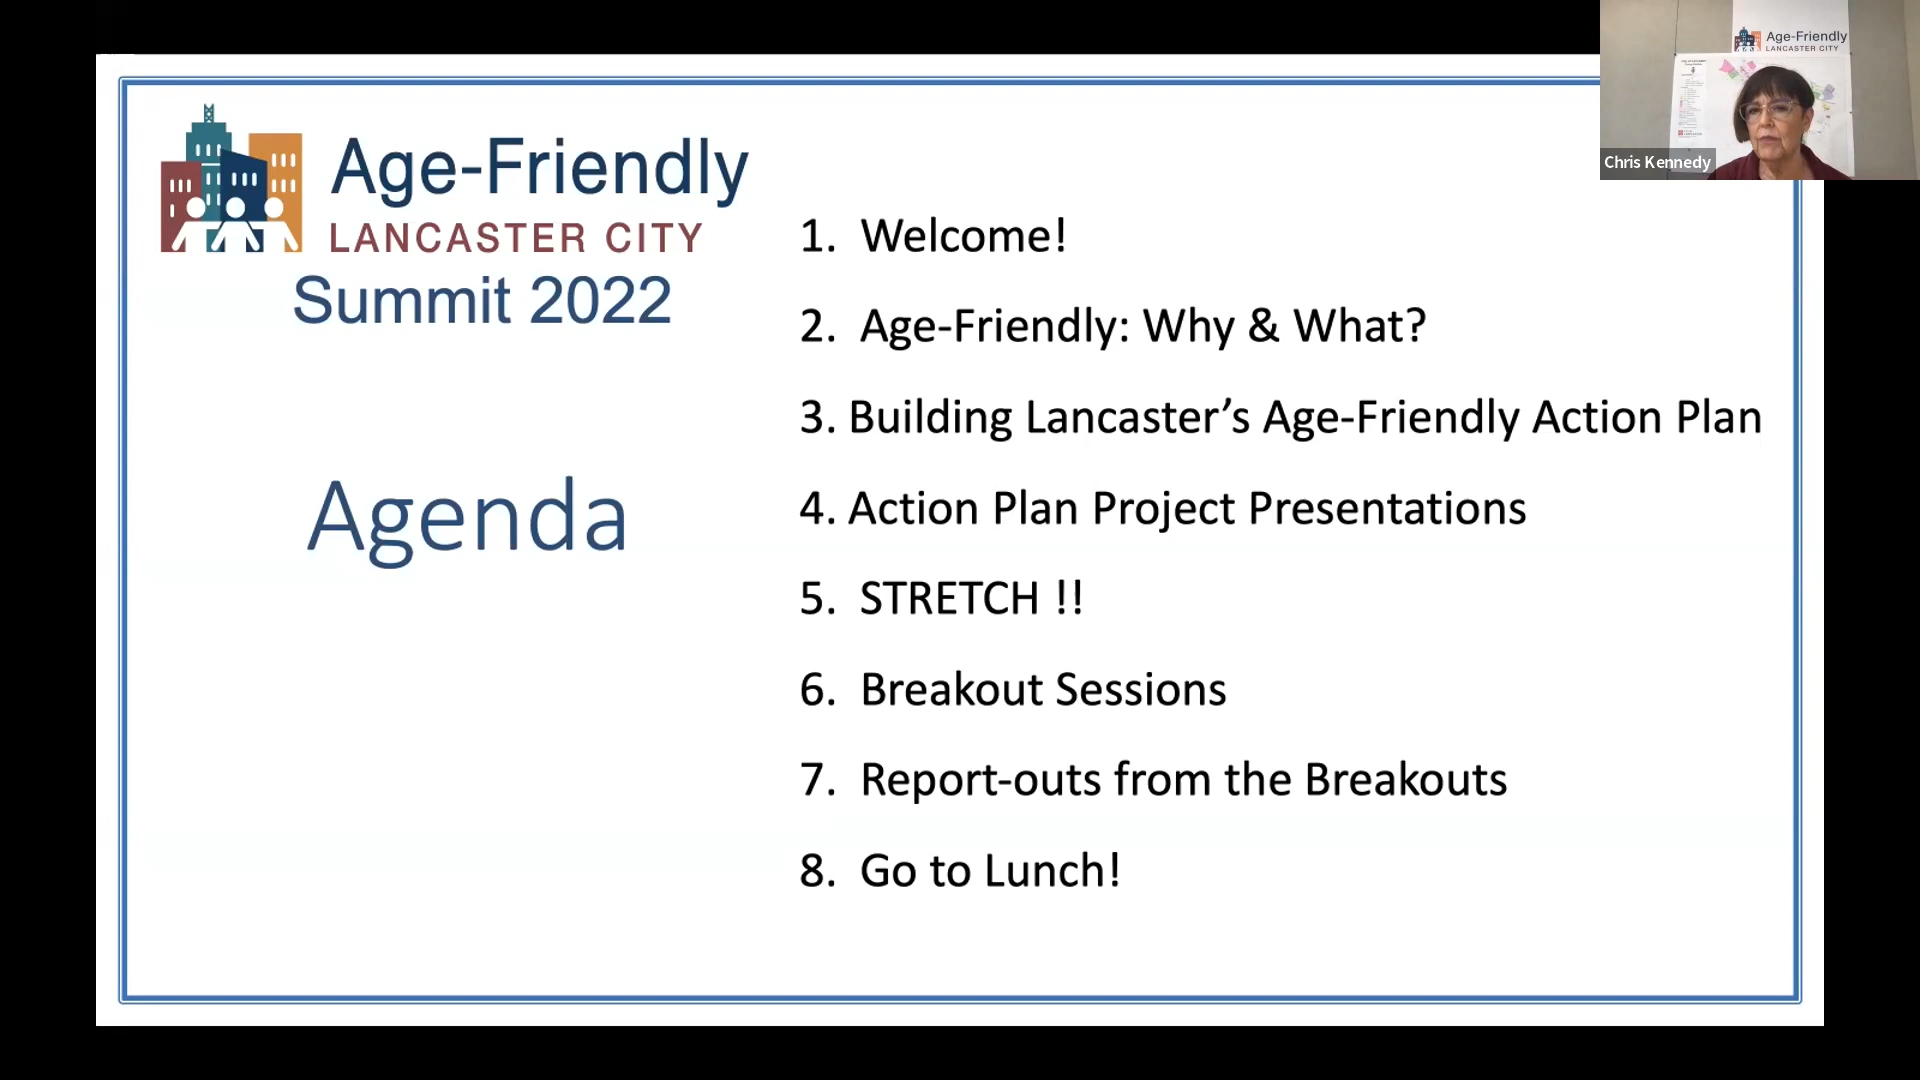 Age-Friendly
LANCASTER CITY
Summit 2022
Agenda
1. Welcome!
2. Age-Friendly: Why & What?
3. Building Lancaster’s Age-Friendly Action Plan
4. Action Plan Project Presentations
5. STRETCH !!
6. Breakout Sessions
7. Report-outs from the Breakouts
8. Go to Lunch!
Age-Friendly
LANCASTER CITY
Chris Kennedy